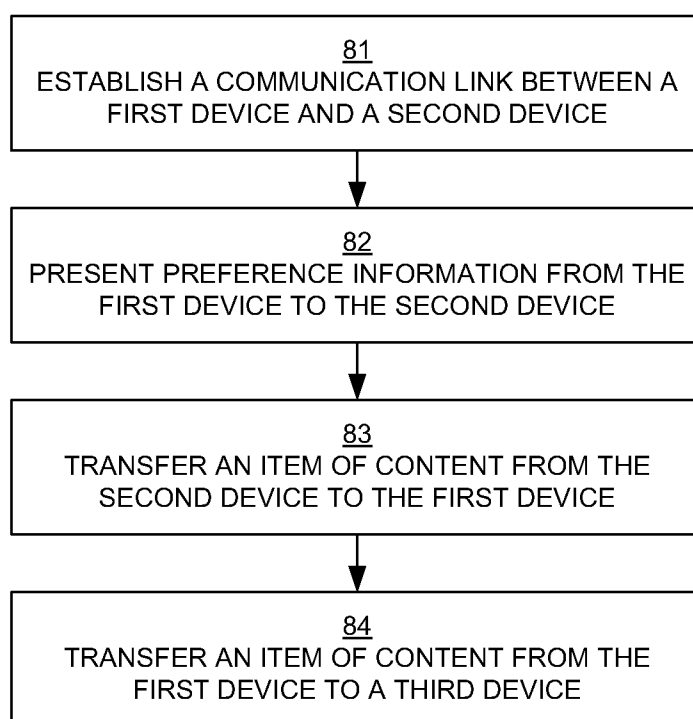 81
ESTABLISH A COMMUNICATION LINK BETWEEN A
FIRST DEVICE AND A SECOND DEVICE
82
PRESENT PREFERENCE INFORMATION FROM THE
FIRST DEVICE TO THE SECOND DEVICE
83
TRANSFER AN ITEM OF CONTENT FROM THE
SECOND DEVICE TO THE FIRST DEVICE
84
TRANSFER AN ITEM OF CONTENT FROM THE
FIRST DEVICE TO A THIRD DEVICE